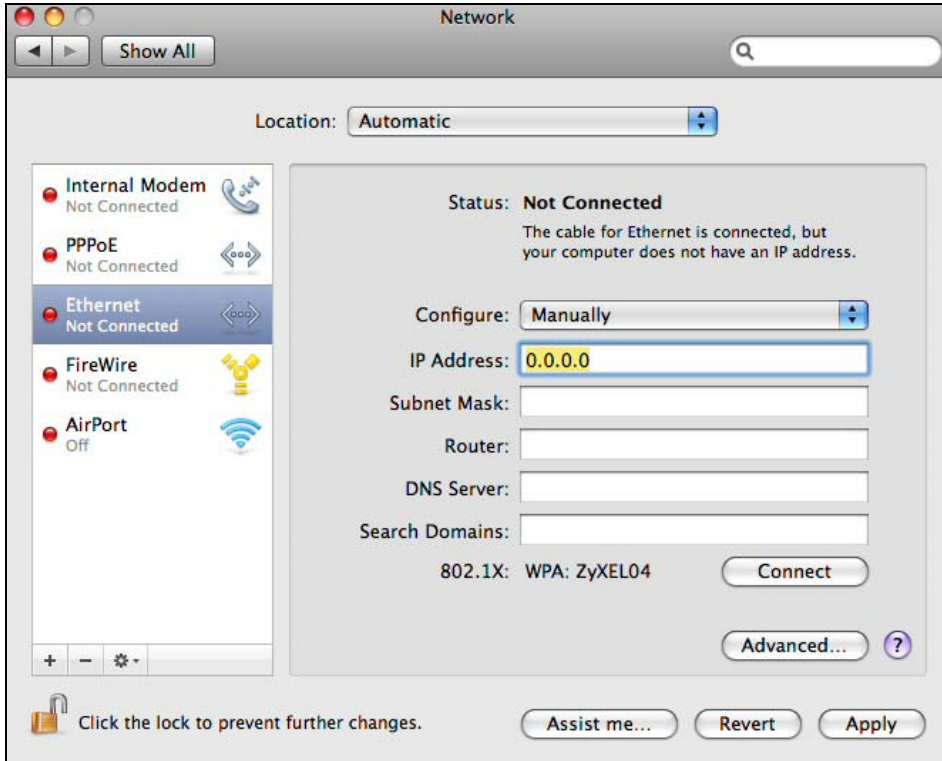 Network
Show All
Location: Automatic
Internal Modem
Not Connected
PPPoE
Not Connected
Ethernet
Not Connected
FireWire
Not Connected
AirPort
Off
Status: Not Connected
The cable for Ethernet is connected, but
your computer does not have an IP address.
Configure: Manually
IP Address: 0.0.0.0
Subnet Mask:
Router:
DNS Server:
Search Domains:
802.1X: WPA: ZyXEL04 Connect
Advanced... ?
+ −
Click the lock to prevent further changes.
Assist me... Revert Apply